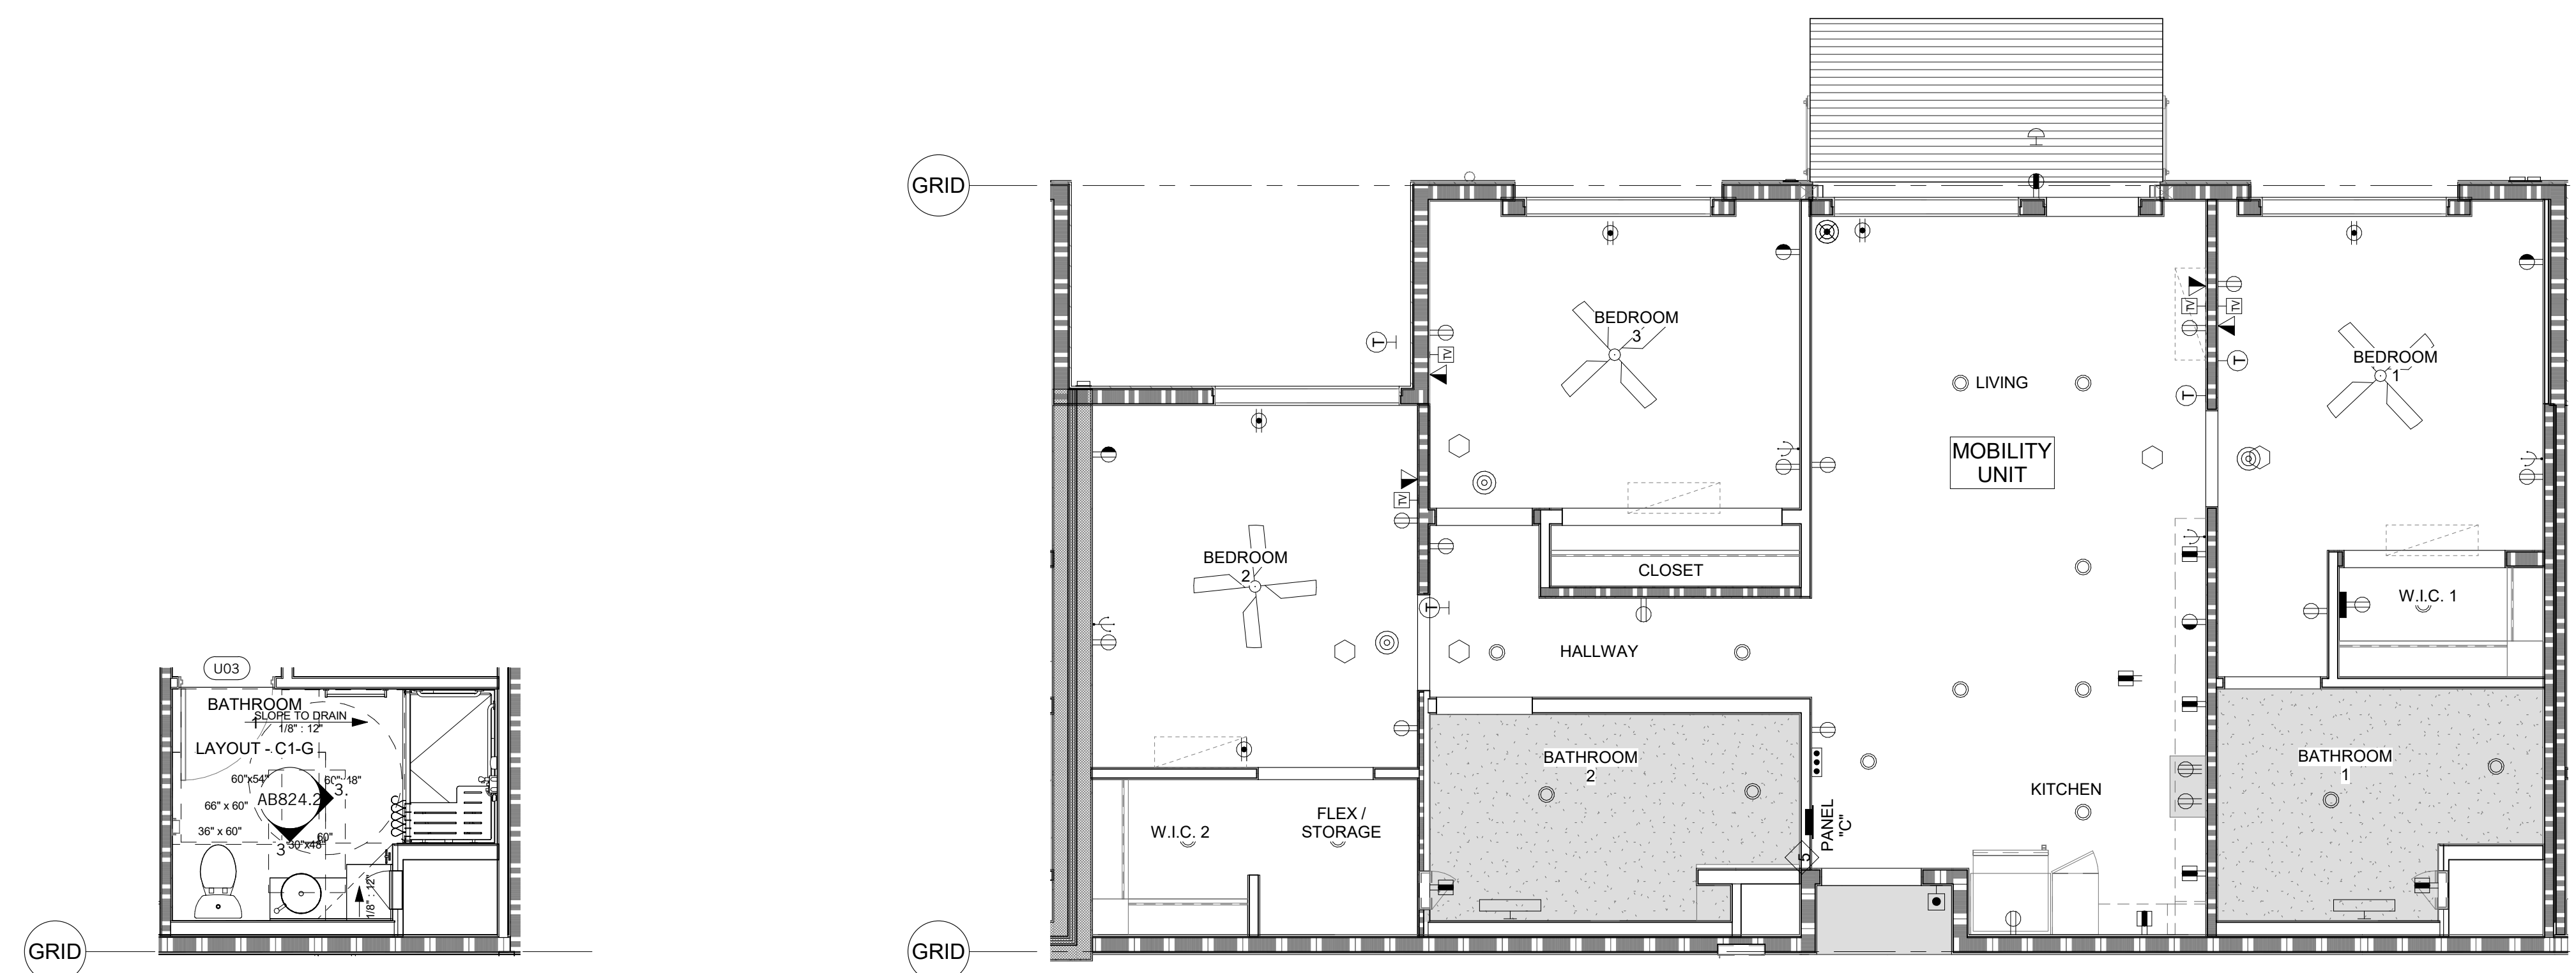 GRID
BEDROOM
3
TV
T
TV
TV
T
BEDROOM
1
LIVING
T
MOBILITY
UNIT
TV
BEDROOM
2
CLOSET
W.I.C. 1
T
HALLWAY
U03
BATHROOM
1
SLOPE TO DRAIN
1/8" : 12"
LAYOUT - C1-G
60"x54"
60"x48"
3
AB824.2
66" x 60"
36" x 60"
60"
3
30"x48"
1/8" : 12"
BATHROOM
2
BATHROOM
1
KITCHEN
FLEX /
STORAGE
W.I.C. 2
PANEL
"C"
5
GRID
GRID